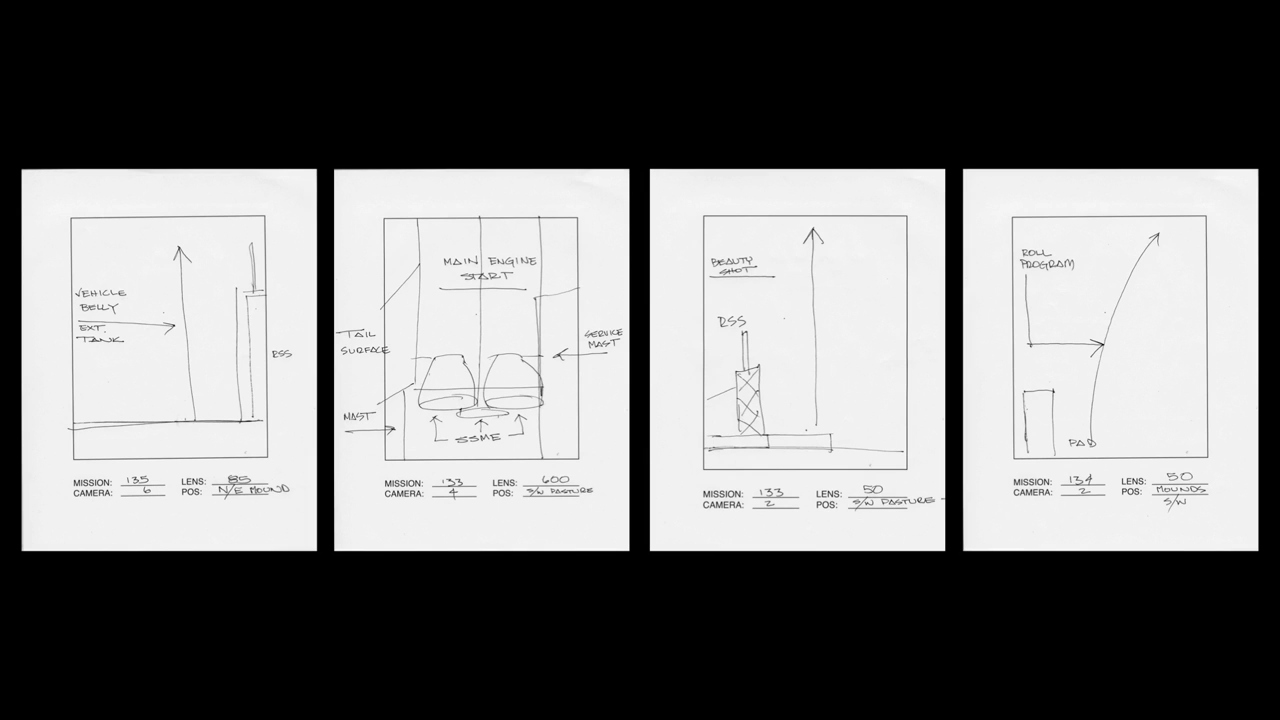 VEHICLE
BELLY
EXT.
TANK
RSS
MISSION: 135 LENS: 85
CAMERA: 6 POS: N/E MOUND
MAIN ENGINE
START
TAIL
SURFACE
SERVICE
MAST
MAST
SSME
MISSION: 133 LENS: 600
CAMERA: 4 POS: S/W PASTURE
BEAUTY
SHOT
RSS
MISSION: 133 LENS: 50
CAMERA: 2 POS: S/W PASTURE
ROLL
PROGRAM
PAD
MISSION: 134 LENS: 50
CAMERA: 2 POS: MOUNDS
S/W